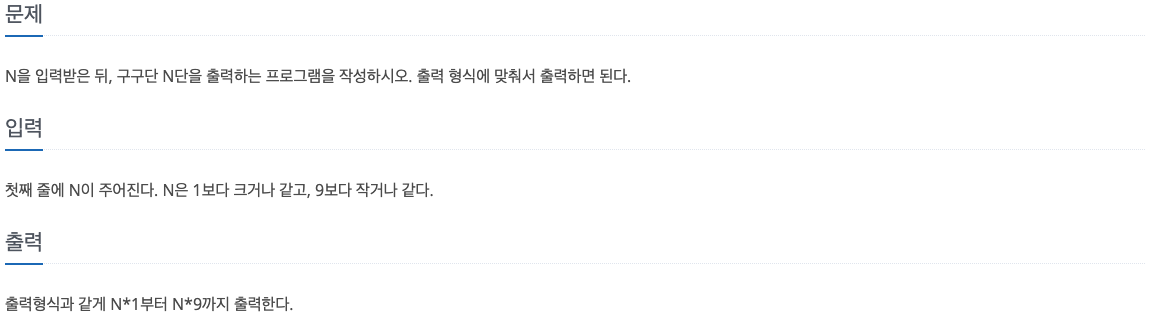 문제
N을 입력받은 뒤, 구구단 N단을 출력하는 프로그램을 작성하시오. 출력 형식에 맞춰서 출력하면 된다.
입력
첫째 줄에 N이 주어진다. N은 1보다 크거나 같고, 9보다 작거나 같다.
출력
출력형식과 같게 N*1부터 N*9까지 출력한다.